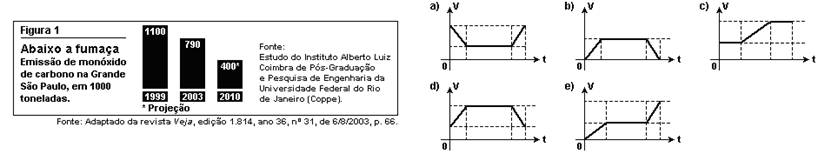 Figura 1
Abaixo a fumaça
Emissão de monóxido
de carbono na Grande
São Paulo, em 1000
toneladas.
1100
790
400*
1999
2003
2010
* Projeção
Fonte:
Estudo do Instituto Alberto Luiz
Coimbra de Pós-Graduação
e Pesquisa de Engenharia da
Universidade Federal do Rio
de Janeiro (Coppe).
Fonte: Adaptado da revista Veja, edição 1.814, ano 36, nº 31, de 6/8/2003, p. 66.
a)
V
0
t
b)
V
0
t
c)
V
0
t
d)
V
0
t
e)
V
0
t